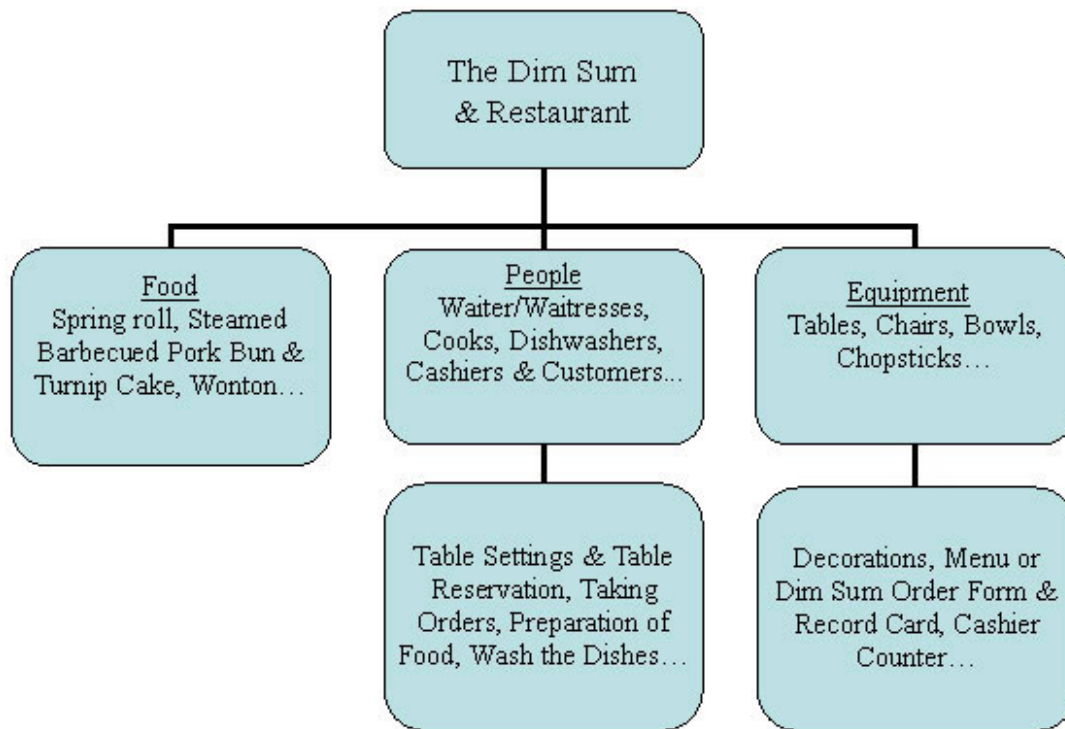 The Dim Sum
& Restaurant
Food
Spring roll, Steamed
Barbecued Pork Bun &
Turnip Cake, Wonton…
People
Waiter/Waitresses,
Cooks, Dishwashers,
Cashiers & Customers...
Equipment
Tables, Chairs, Bowls,
Chopsticks…
Table Settings & Table
Reservation, Taking
Orders, Preparation of
Food, Wash the Dishes…
Decorations, Menu or
Dim Sum Order Form &
Record Card, Cashier
Counter…